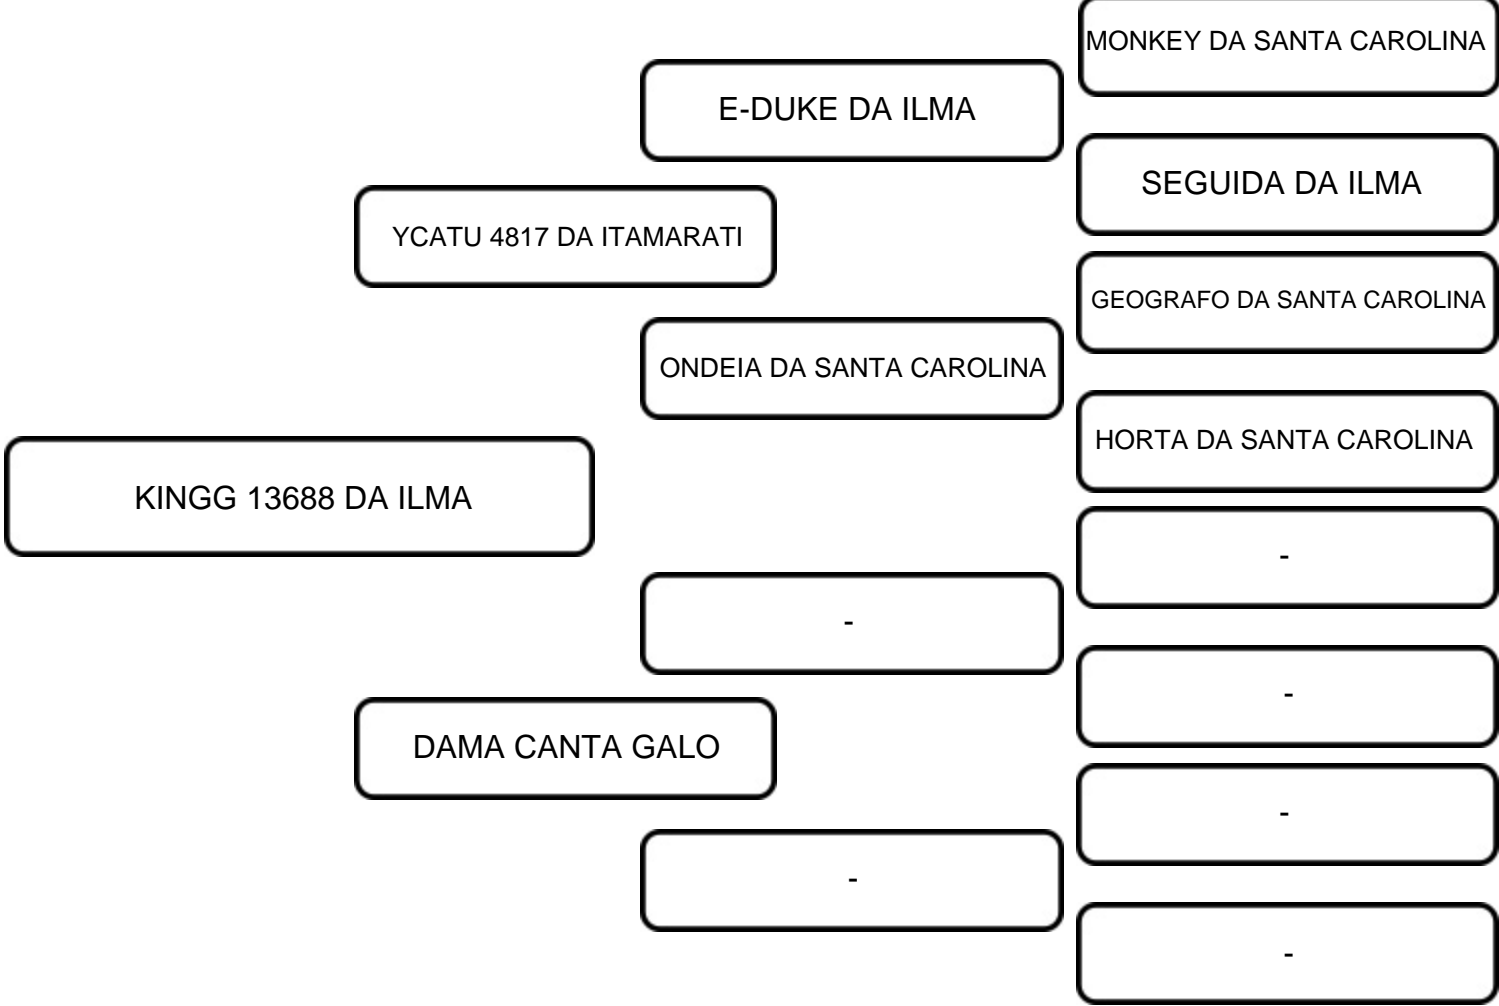 MONKEY DA SANTA CAROLINA
E-DUKE DA ILMA
SEGUIDA DA ILMA
YCATU 4817 DA ITAMARATI
GEOGRAFO DA SANTA CAROLINA
ONDEIA DA SANTA CAROLINA
HORTA DA SANTA CAROLINA
KINGG 13688 DA ILMA
-
-
-
DAMA CANTA GALO
-
-
-